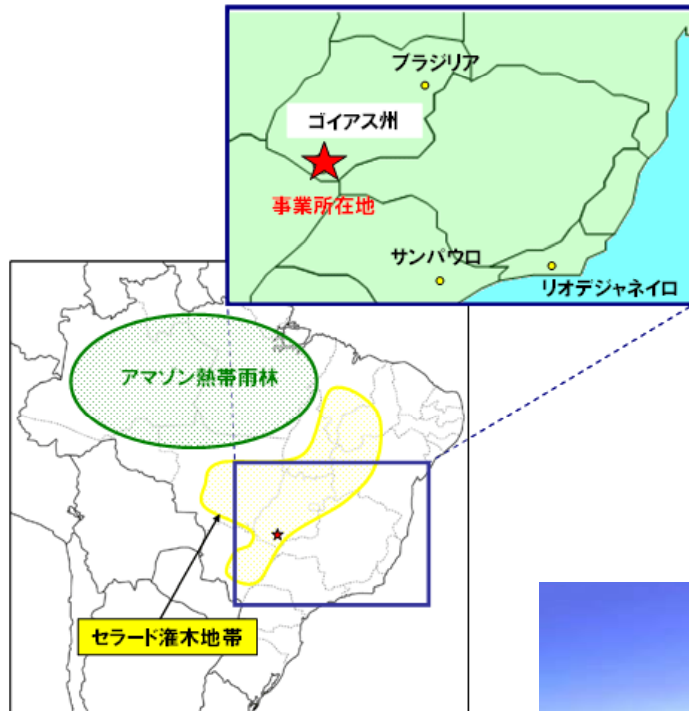 ブラジリア
ゴイアス州
事業所在地
サンパウロ
リオデジャネイロ
アマゾン熱帯雨林
セラード潅木地帯